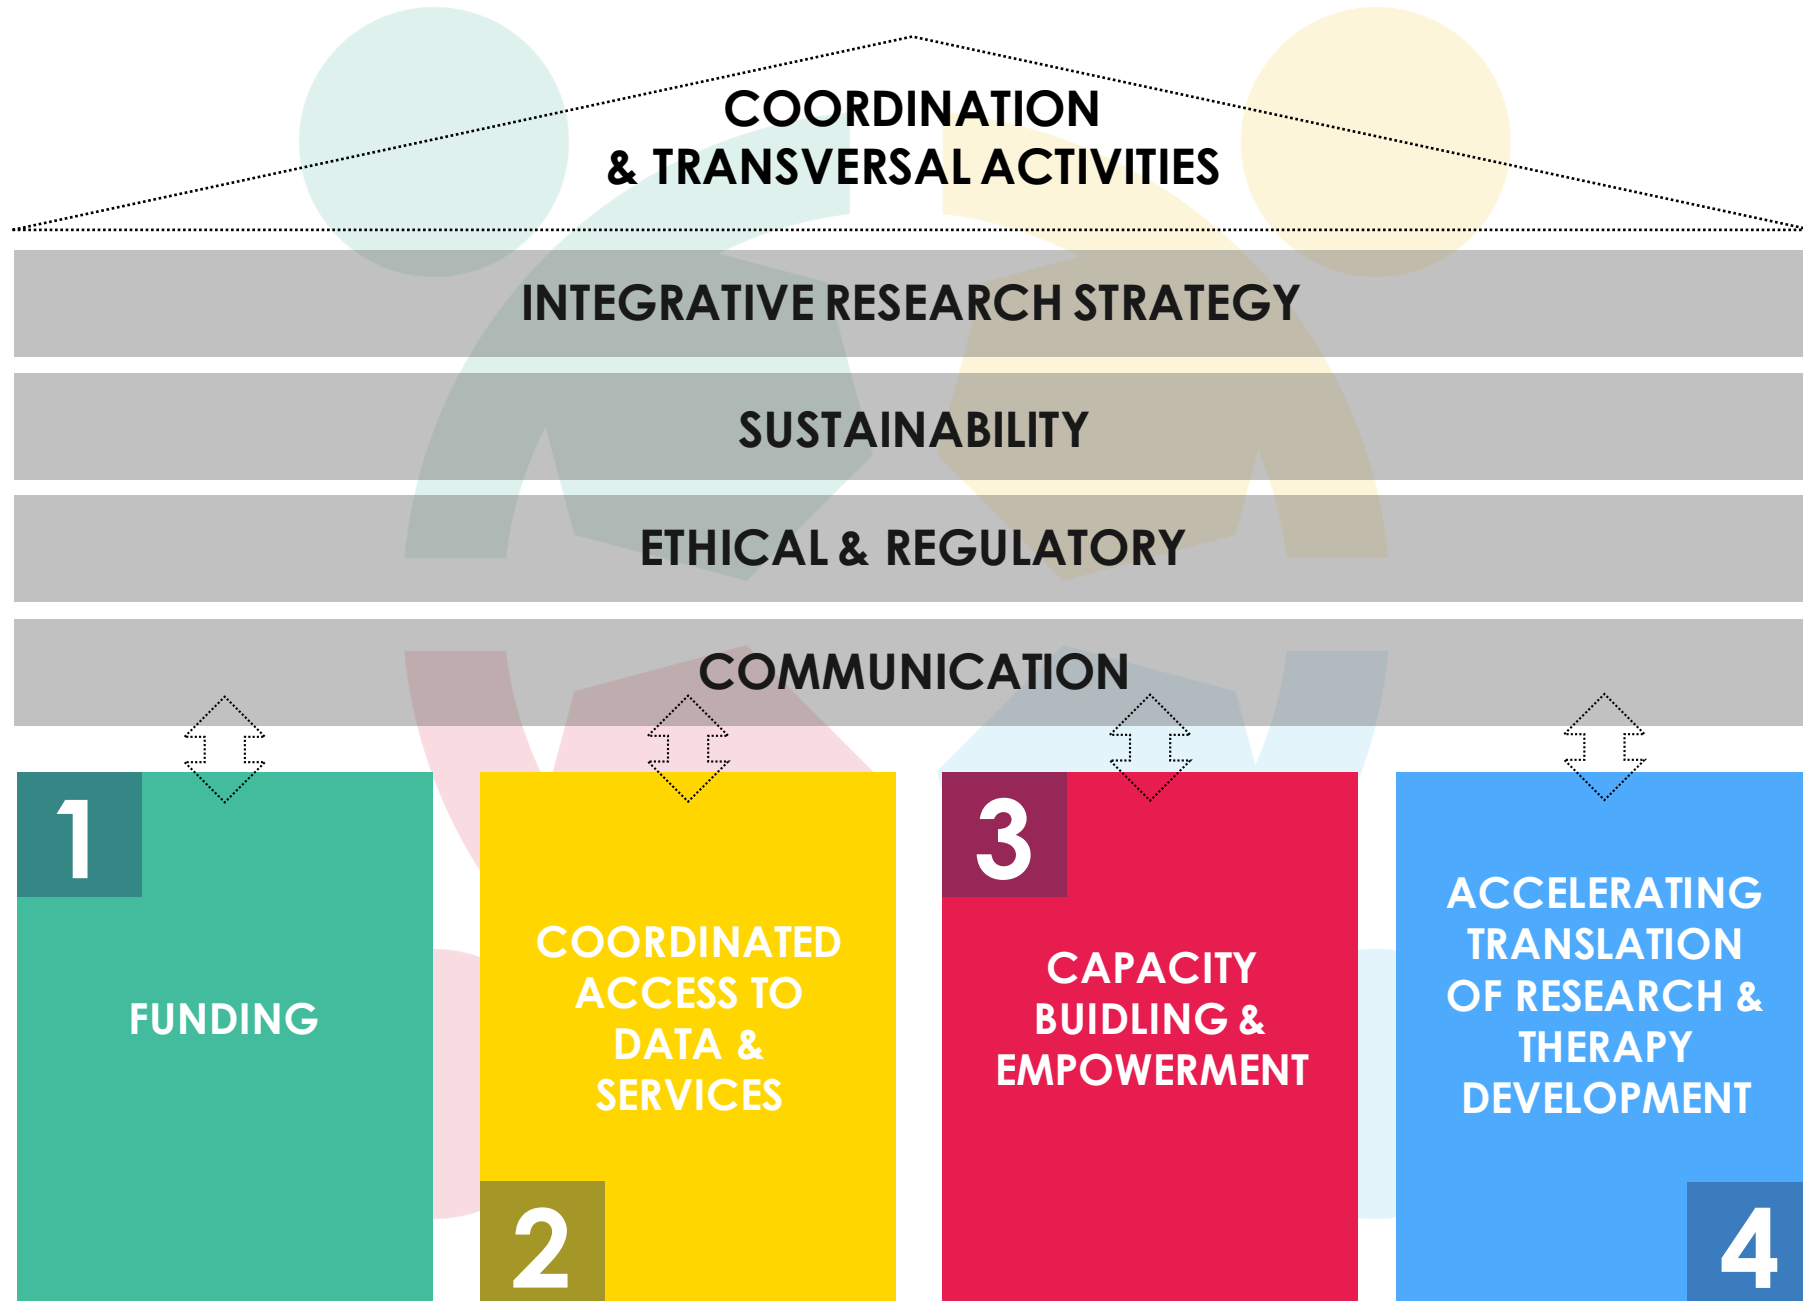 COORDINATION
& TRANSVERSAL ACTIVITIES
INTEGRATIVE RESEARCH STRATEGY
SUSTAINABILITY
ETHICAL & REGULATORY
COMMUNICATION
1
FUNDING
COORDINATED
ACCESS TO
DATA &
SERVICES
2
3
CAPACITY
BUIDLING &
EMPOWERMENT
ACCELERATING
TRANSLATION
OF RESEARCH &
THERAPY
DEVELOPMENT
4